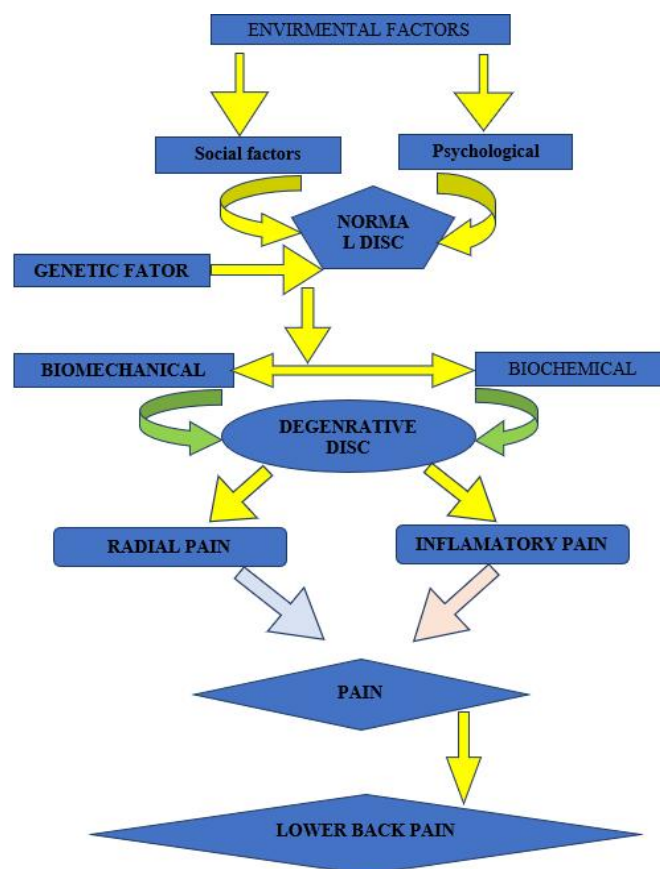 ENVIRMENTAL FACTORS
Social factors
Psychological
NORMA
L DISC
GENETIC FATOR
BIOMECHANICAL
BIOCHEMICAL
DEGENRATIVE
DISC
RADIAL PAIN
INFLAMATORY PAIN
PAIN
LOWER BACK PAIN